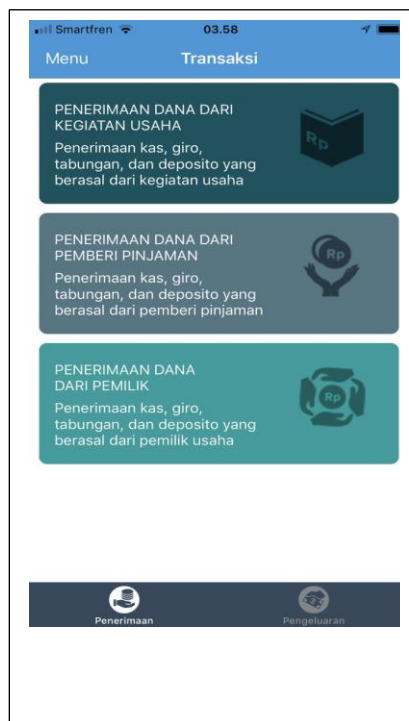 Smartfren 03.58
Menu Transaksi
PENERIMAAN DANA DARI
KEGIATAN USAHA
Penerimaan kas, giro,
tabungan, dan deposito yang
berasal dari kegiatan usaha
Rp
PENERIMAAN DANA DARI
PEMBERI PINJAMAN
Penerimaan kas, giro,
tabungan, dan deposito yang
berasal dari pemberi pinjaman
Rp
PENERIMAAN DANA
DARI PEMILIK
Penerimaan kas, giro,
tabungan, dan deposito yang
berasal dari pemilik usaha
Rp
Penerimaan Pengeluaran